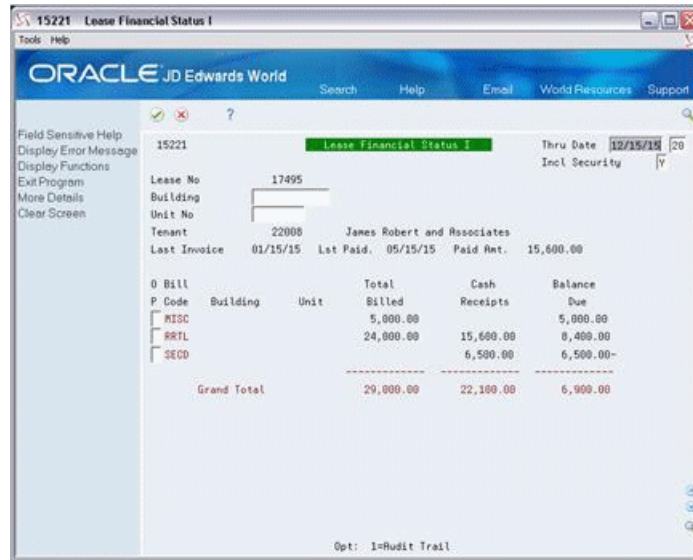 15221 Lease Financial Status I
Tools Help
ORACLE JD Edwards World
Search Help Email World Resources Support
?
Field Sensitive Help
Display Error Message
Display Functions
Exit Program
More Details
Clear Screen
15221 Lease Financial Status I Thru Date 12/15/15 20
Incl Security Y
Lease No 17495
Building
Unit No
Tenant 22008 James Robert and Associates
Last Invoice 01/15/15 Lst Paid. 05/15/15 Paid Amt. 15,600.00
O Bill Total Cash Balance
P Code Building Unit Billed Receipts Due
MISC 5,000.00 5,000.00
RRTL 24,000.00 15,600.00 8,400.00
SECD 6,500.00 6,500.00-
------------- ------------- -------------
Grand Total 29,000.00 22,100.00 6,900.00
Opt: 1=Audit Trail